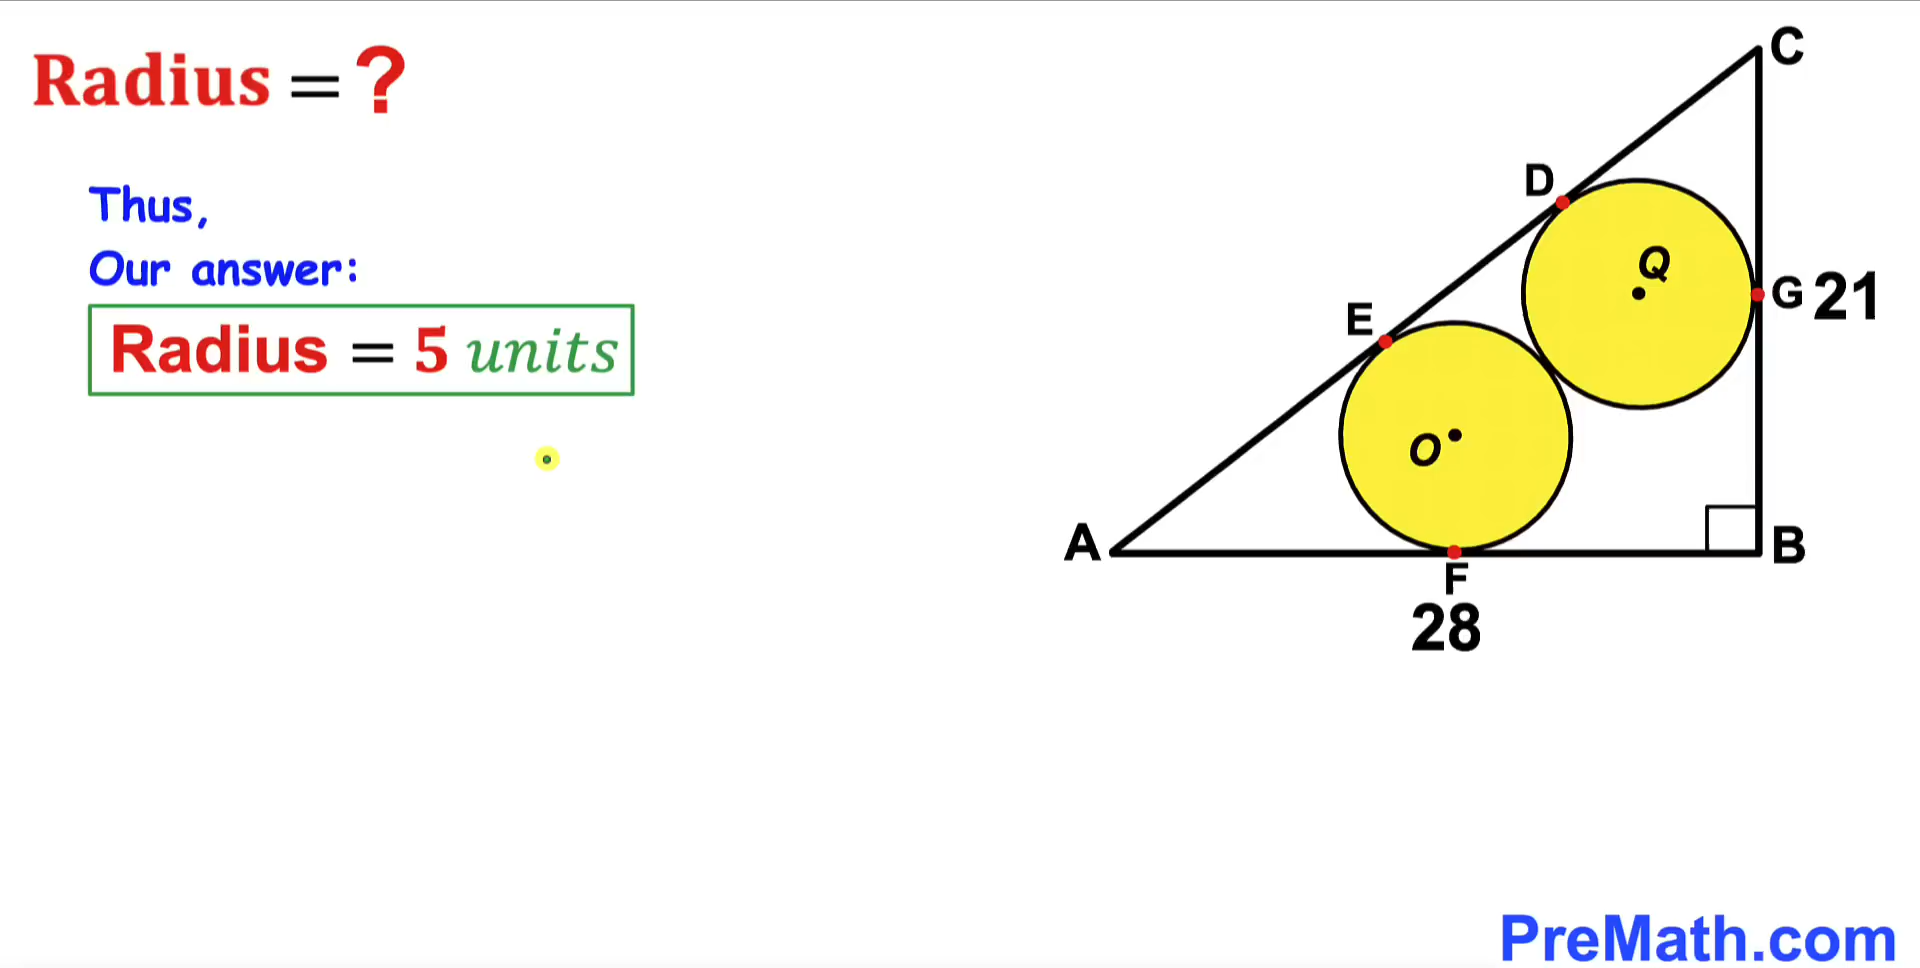 Radius = ?
Thus,
Our answer:
Radius = 5 units
C
D
Q
G 21
E
O
A
B
F
28
PreMath.com